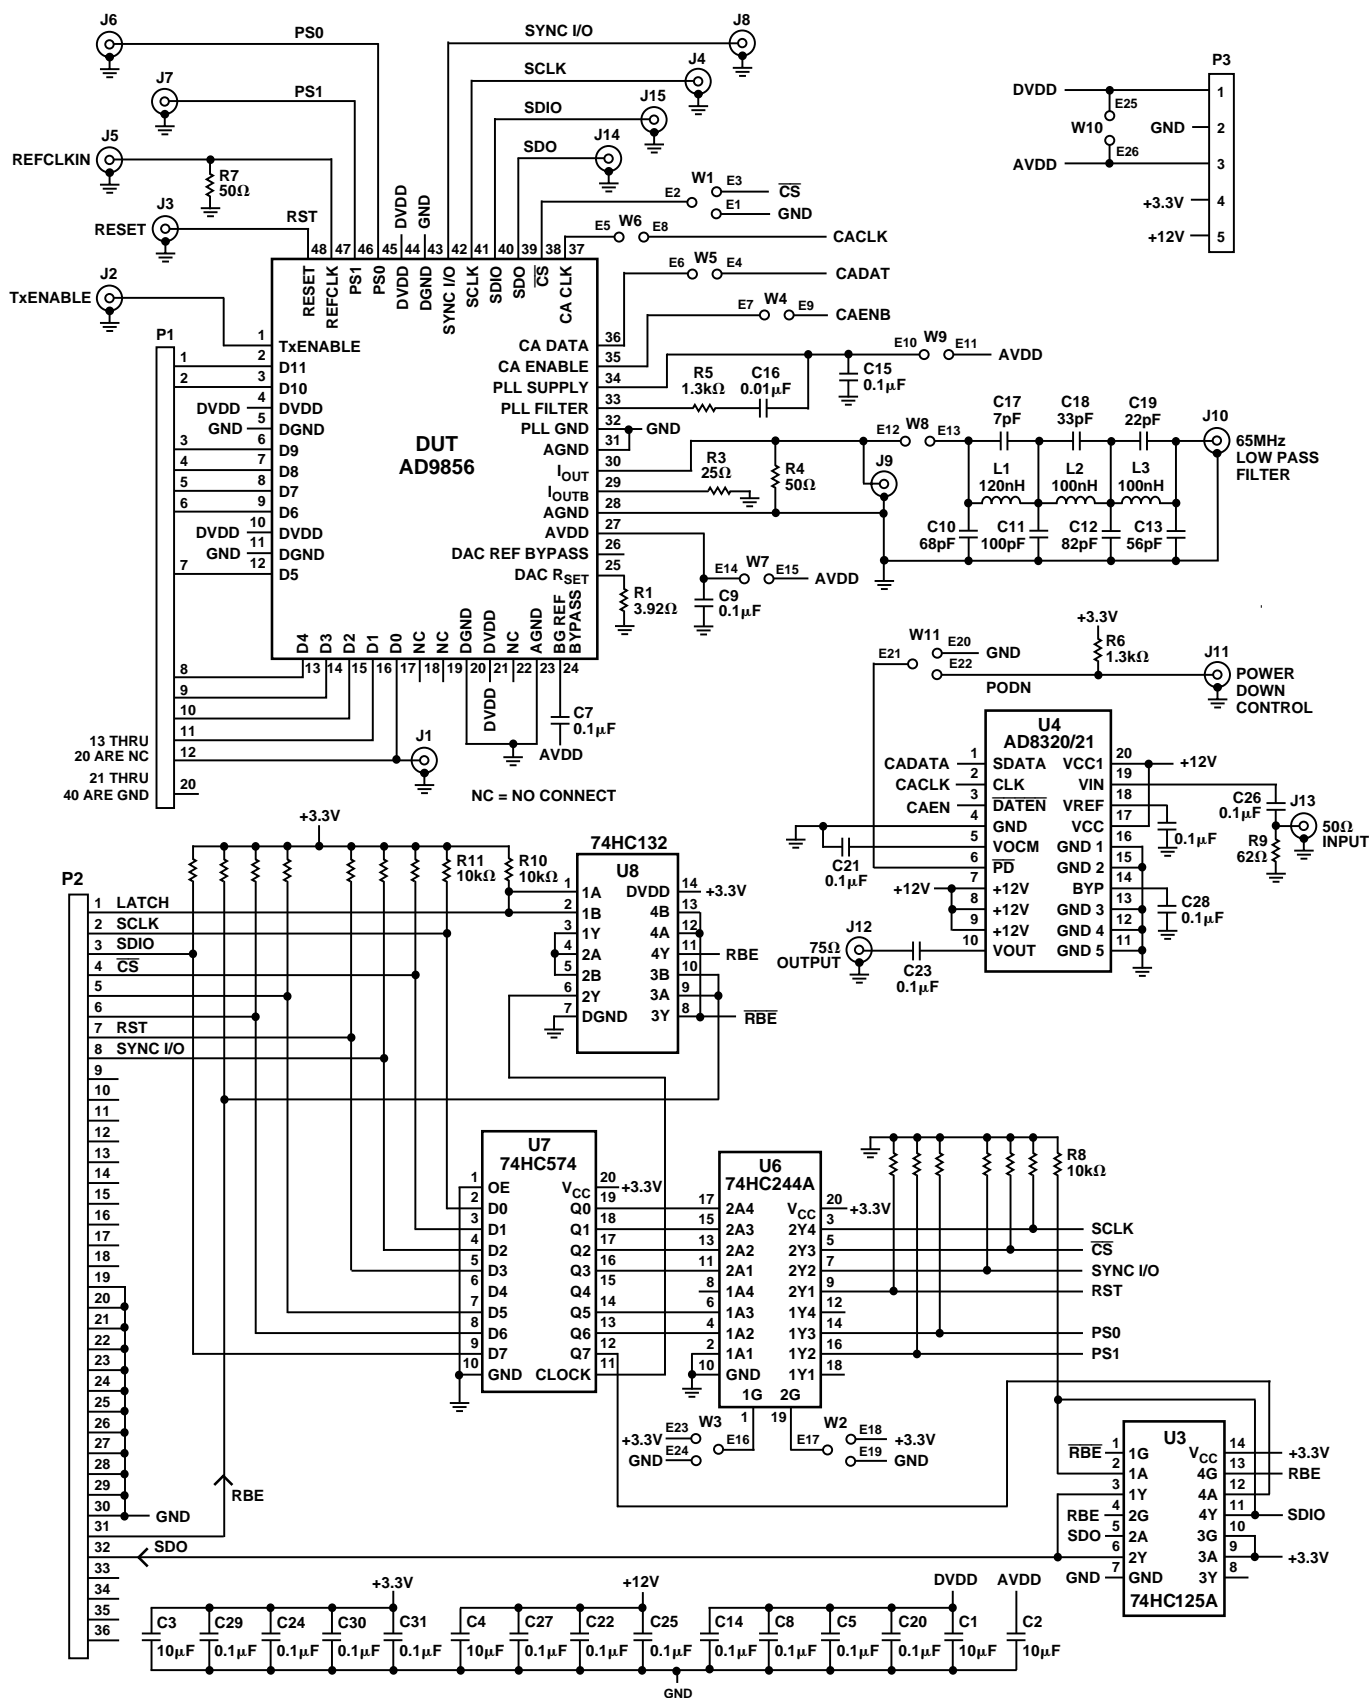 J6
PS0
SYNC I/O
J8
SCLK
J4
J7
PS1
SDIO
J15
J5
REFCLKIN
R7
50Ω
SDO
J14
J3
RESET
RST
DVDD
GND
W1
E2
E3
C̅S̅
E1
GND
E5
W6
E8
CACLK
E6
W5
E4
CADAT
E7
W4
E9
CAENB
P3
DVDD
E25
W10
E26
AVDD
GND
+3.3V
+12V
1
2
3
4
5
J2
TxENABLE
48 47 46 45 44 43 42 41 40 39 38 37
RESET
REFCLK
PS1
PS0
DVDD
DGND
SYNC I/O
SCLK
SDIO
SDO
C̅S̅
CA CLK
P1
1 TxENABLE
1 2 D11
2 3 D10
DVDD 4 DVDD
GND 5 DGND
3 6 D9
4 7 D8
5 8 D7
6 9 D6
DVDD 10 DVDD
GND 11 DGND
7 12 D5
DUT
AD9856
CA DATA 36
CA ENABLE 35
PLL SUPPLY 34
PLL FILTER 33
PLL GND 32
AGND 31
IOUT 30
IOUTB 29
AGND 28
AVDD 27
DAC REF BYPASS 26
DAC RSET 25
D4
D3
D2
D1
D0
NC
NC
DGND
DVDD
NC
AGND
BG REF
BYPASS
13 14 15 16 17 18 19 20 21 22 23 24
8
9
10
11
12
20
13 THRU
20 ARE NC
21 THRU
40 ARE GND
J1
DVDD
C7
0.1µF
AVDD
NC = NO CONNECT
R5
1.3kΩ
C16
0.01µF
C15
0.1µF
E10
W9
E11
AVDD
GND
R3
25Ω
R4
50Ω
J9
E12
W8
E13
C17
7pF
C18
33pF
C19
22pF
L1
120nH
L2
100nH
L3
100nH
C10
68pF
C11
100pF
C12
82pF
C13
56pF
J10
65MHz
LOW PASS
FILTER
R1
3.92Ω
C9
0.1µF
E14
W7
E15
AVDD
W11
E21
E20
GND
E22
PODN
+3.3V
R6
1.3kΩ
J11
POWER
DOWN
CONTROL
U4
AD8320/21
CADATA 1 SDATA
CACLK 2 CLK
CAEN 3 D̅A̅T̅E̅N̅
4 GND
5 VOCM
6 P̅D̅
+12V 7 +12V
8 +12V
9 +12V
10 VOUT
VCC1 20 +12V
VIN 19
VREF 18
VCC 17
GND 1 16
GND 2 15
BYP 14
GND 3 13
GND 4 12
GND 5 11
C21
0.1µF
J12
75Ω
OUTPUT
C23
0.1µF
C26
0.1µF
0.1µF
R9
62Ω
J13
50Ω
INPUT
C28
0.1µF
+3.3V
R11
10kΩ
R10
10kΩ
74HC132
U8
1 1A
2 1B
3 1Y
4 2A
5 2B
6 2Y
7 DGND
DVDD 14 +3.3V
4B 13
4A 12
4Y 11 RBE
3B 10
3A 9
3Y 8 R̅B̅E̅
P2
1 LATCH
2 SCLK
3 SDIO
4 C̅S̅
5
6
7 RST
8 SYNC I/O
9
10
11
12
13
14
15
16
17
18
19
20
21
22
23
24
25
26
27
28
29
30 GND
31
32 SDO
33
34
35
36
RBE
U7
74HC574
1 OE
2 D0
3 D1
4 D2
5 D3
6 D4
7 D5
8 D6
9 D7
10 GND
VCC 20 +3.3V
Q0 19
Q1 18
Q2 17
Q3 16
Q4 15
Q5 14
Q6 13
Q7 12
CLOCK 11
U6
74HC244A
17 2A4
15 2A3
13 2A2
11 2A1
8 1A4
6 1A3
4 1A2
2 1A1
10 GND
1G
2G
1
19
VCC 20 +3.3V
2Y4 3 SCLK
2Y3 5 C̅S̅
2Y2 7 SYNC I/O
2Y1 9 RST
1Y4 12
1Y3 14 PS0
1Y2 16 PS1
1Y1 18
R8
10kΩ
+3.3V
E23
GND
E24
W3
E16
E17
W2
E18
+3.3V
E19
GND
U3
R̅B̅E̅ 1 1G
2 1A
3 1Y
RBE 4 2G
SDO 5 2A
6 2Y
GND 7 GND
VCC 14 +3.3V
4G 13 RBE
4A 12
4Y 11 SDIO
3G 10
3A 9 +3.3V
3Y 8
74HC125A
+3.3V
+12V
DVDD
AVDD
C3
10µF
C29
0.1µF
C24
0.1µF
C30
0.1µF
C31
0.1µF
C4
10µF
C27
0.1µF
C22
0.1µF
C25
0.1µF
C14
0.1µF
C8
0.1µF
C5
0.1µF
C20
0.1µF
C1
10µF
C2
10µF
GND